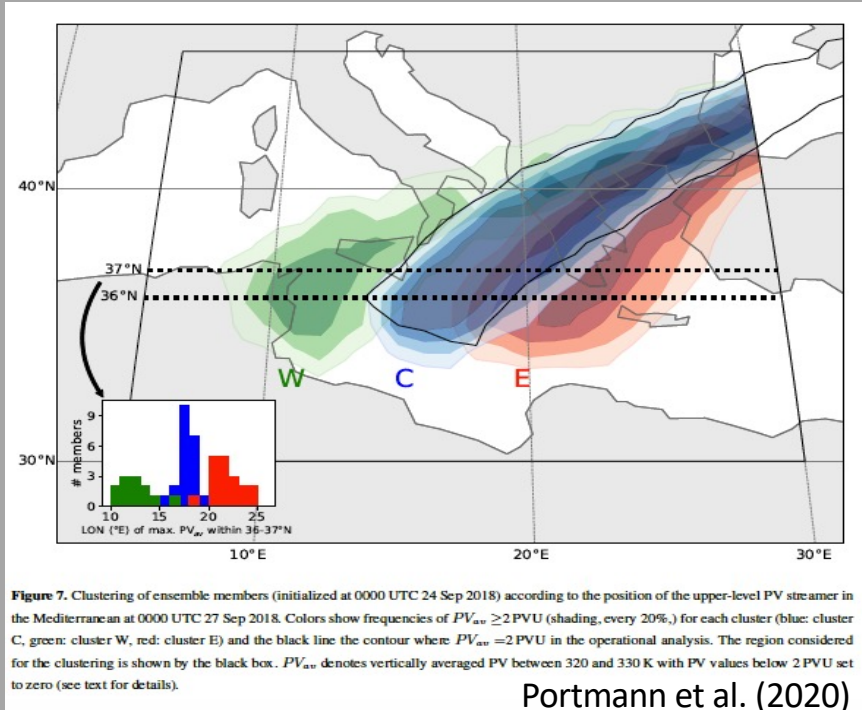 40°N
37°N
36°N
W
C
E
9
6
3
0
# members
10 15 20 25
LON (°E) of max. PVav within 36-37°N
30°N
10°E 20°E 30°E
Figure 7. Clustering of ensemble members (initialized at 0000 UTC 24 Sep 2018) according to the position of the upper-level PV streamer in
the Mediterranean at 0000 UTC 27 Sep 2018. Colors show frequencies of PVav ≥2 PVU (shading, every 20%,) for each cluster (blue: cluster
C, green: cluster W, red: cluster E) and the black line the contour where PVav =2 PVU in the operational analysis. The region considered
for the clustering is shown by the black box. PVav denotes vertically averaged PV between 320 and 330 K with PV values below 2 PVU set
to zero (see text for details).
Portmann et al. (2020)